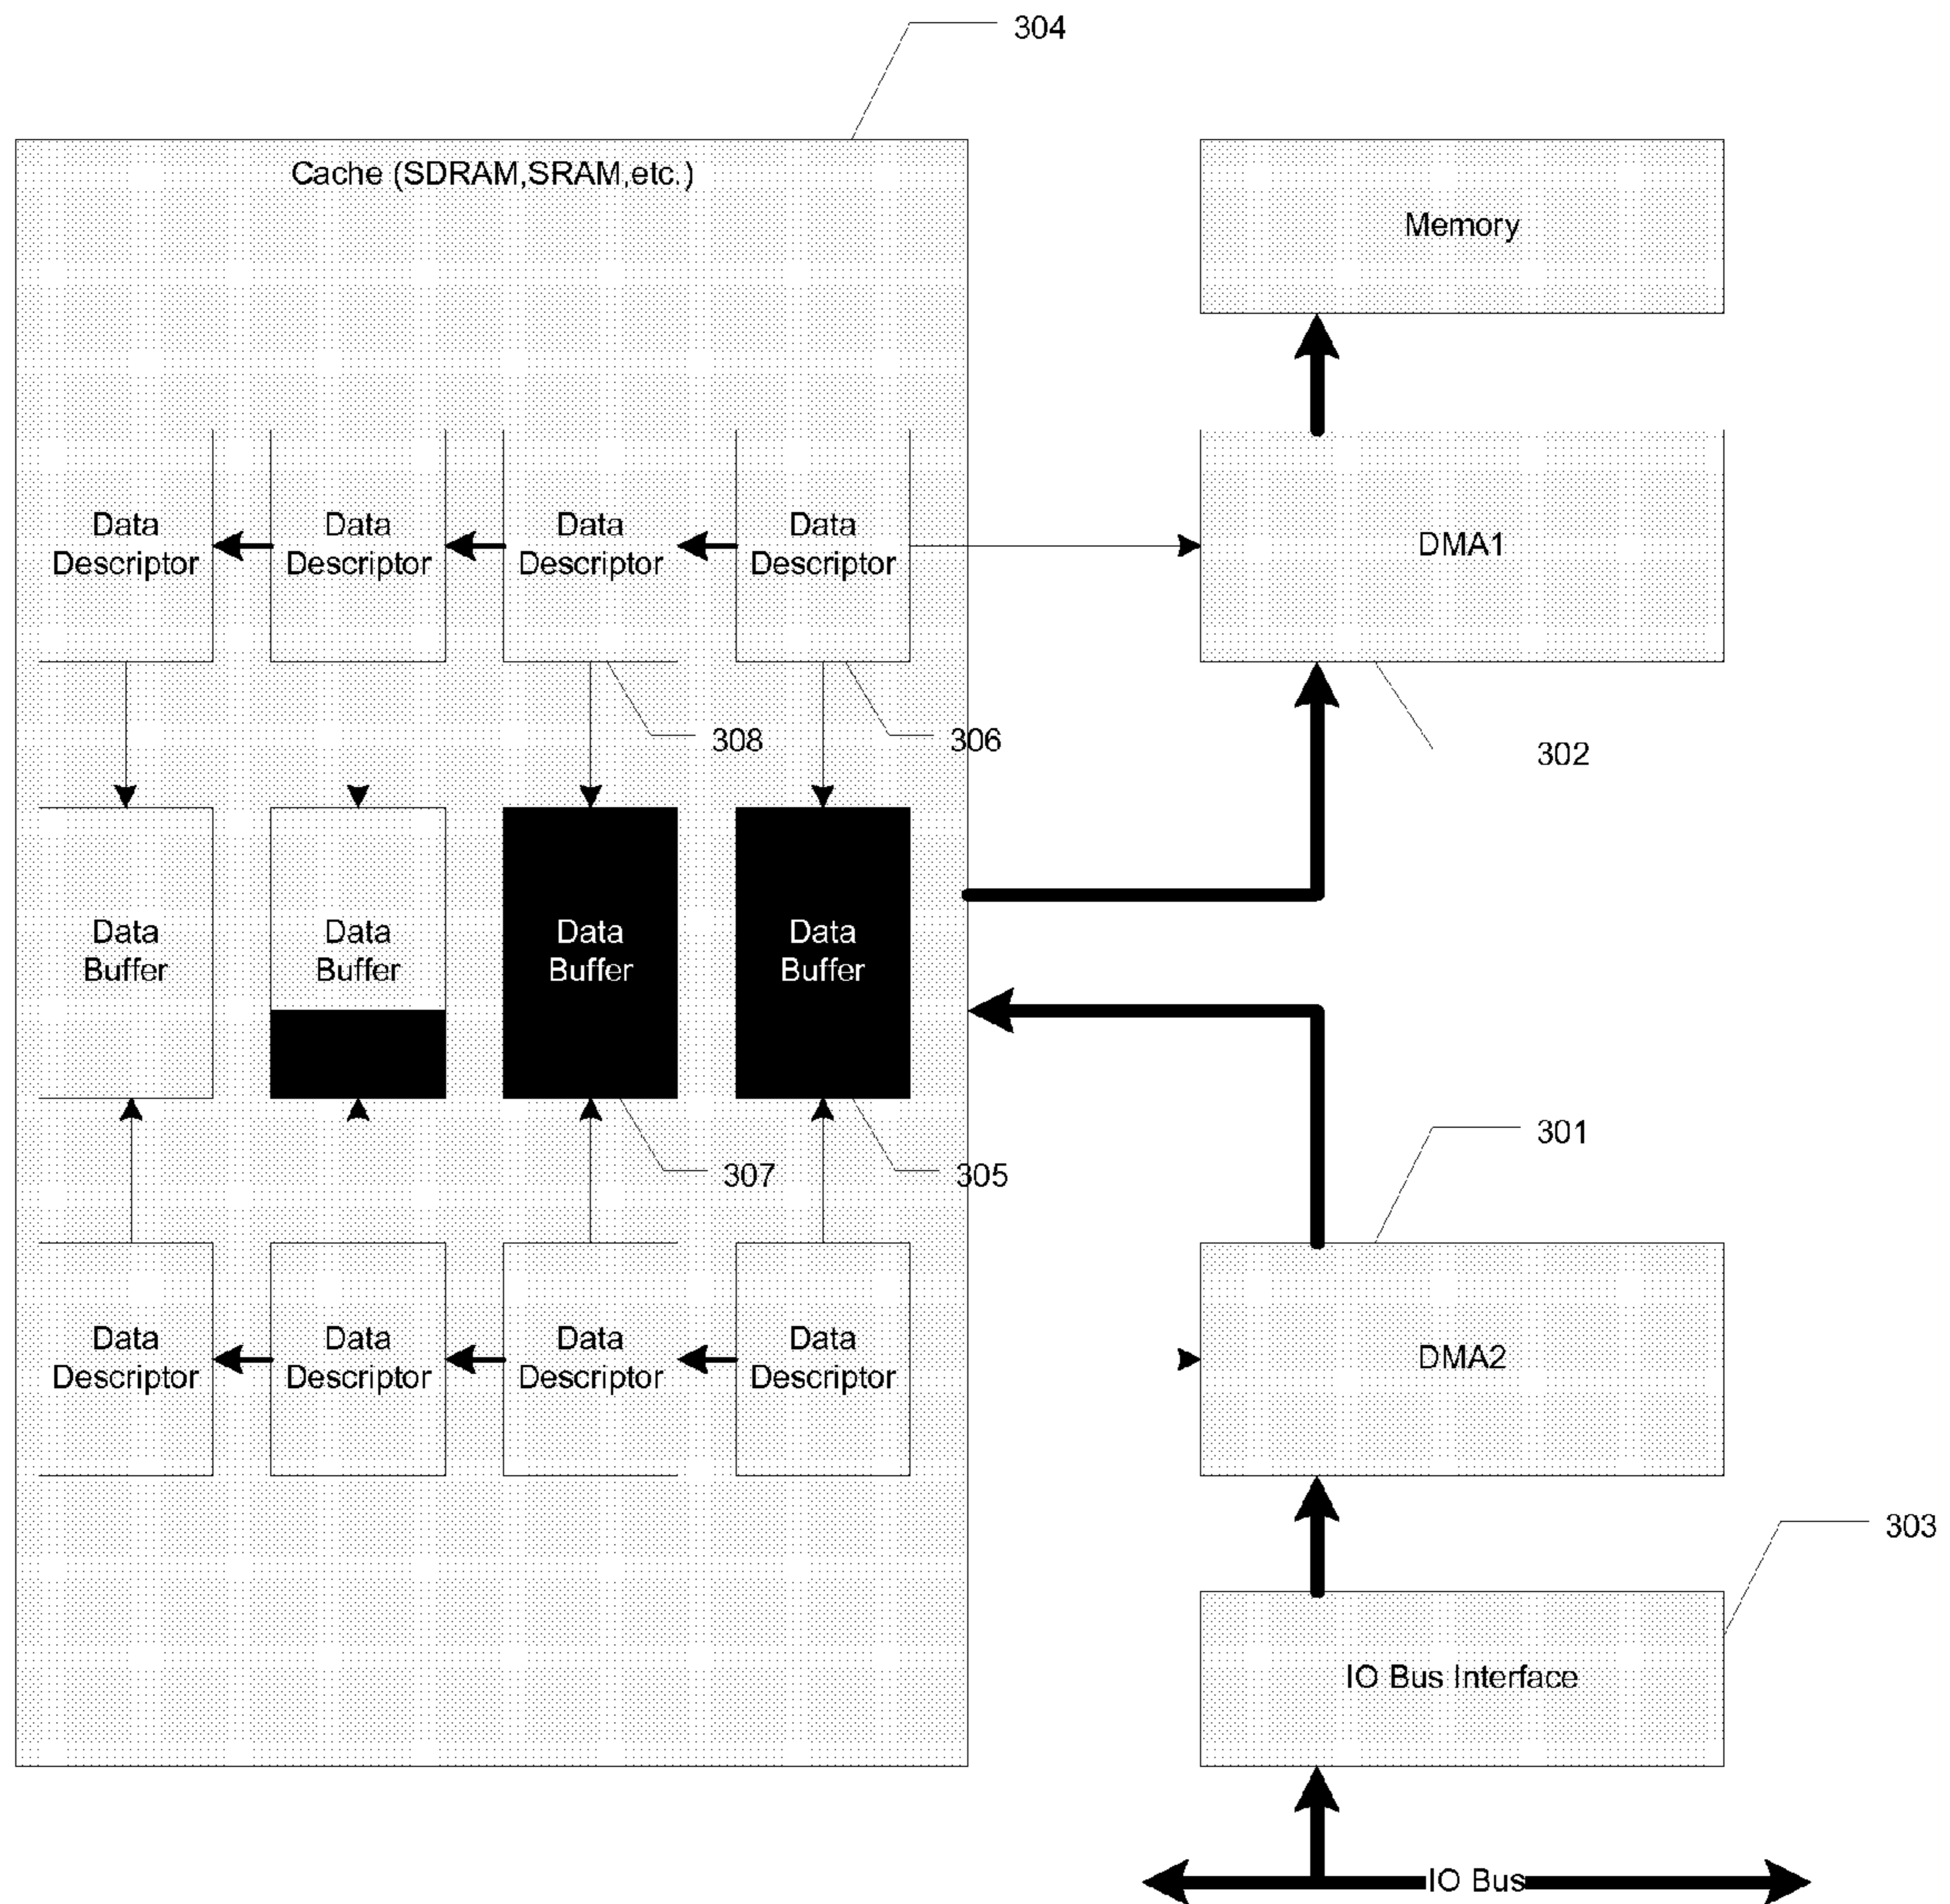 304
Cache (SDRAM,SRAM,etc.)
Memory
Data
Descriptor
Data
Descriptor
Data
Descriptor
Data
Descriptor
DMA1
308
306
302
Data
Buffer
Data
Buffer
Data
Buffer
Data
Buffer
301
307
305
Data
Descriptor
Data
Descriptor
Data
Descriptor
Data
Descriptor
DMA2
303
IO Bus Interface
IO Bus